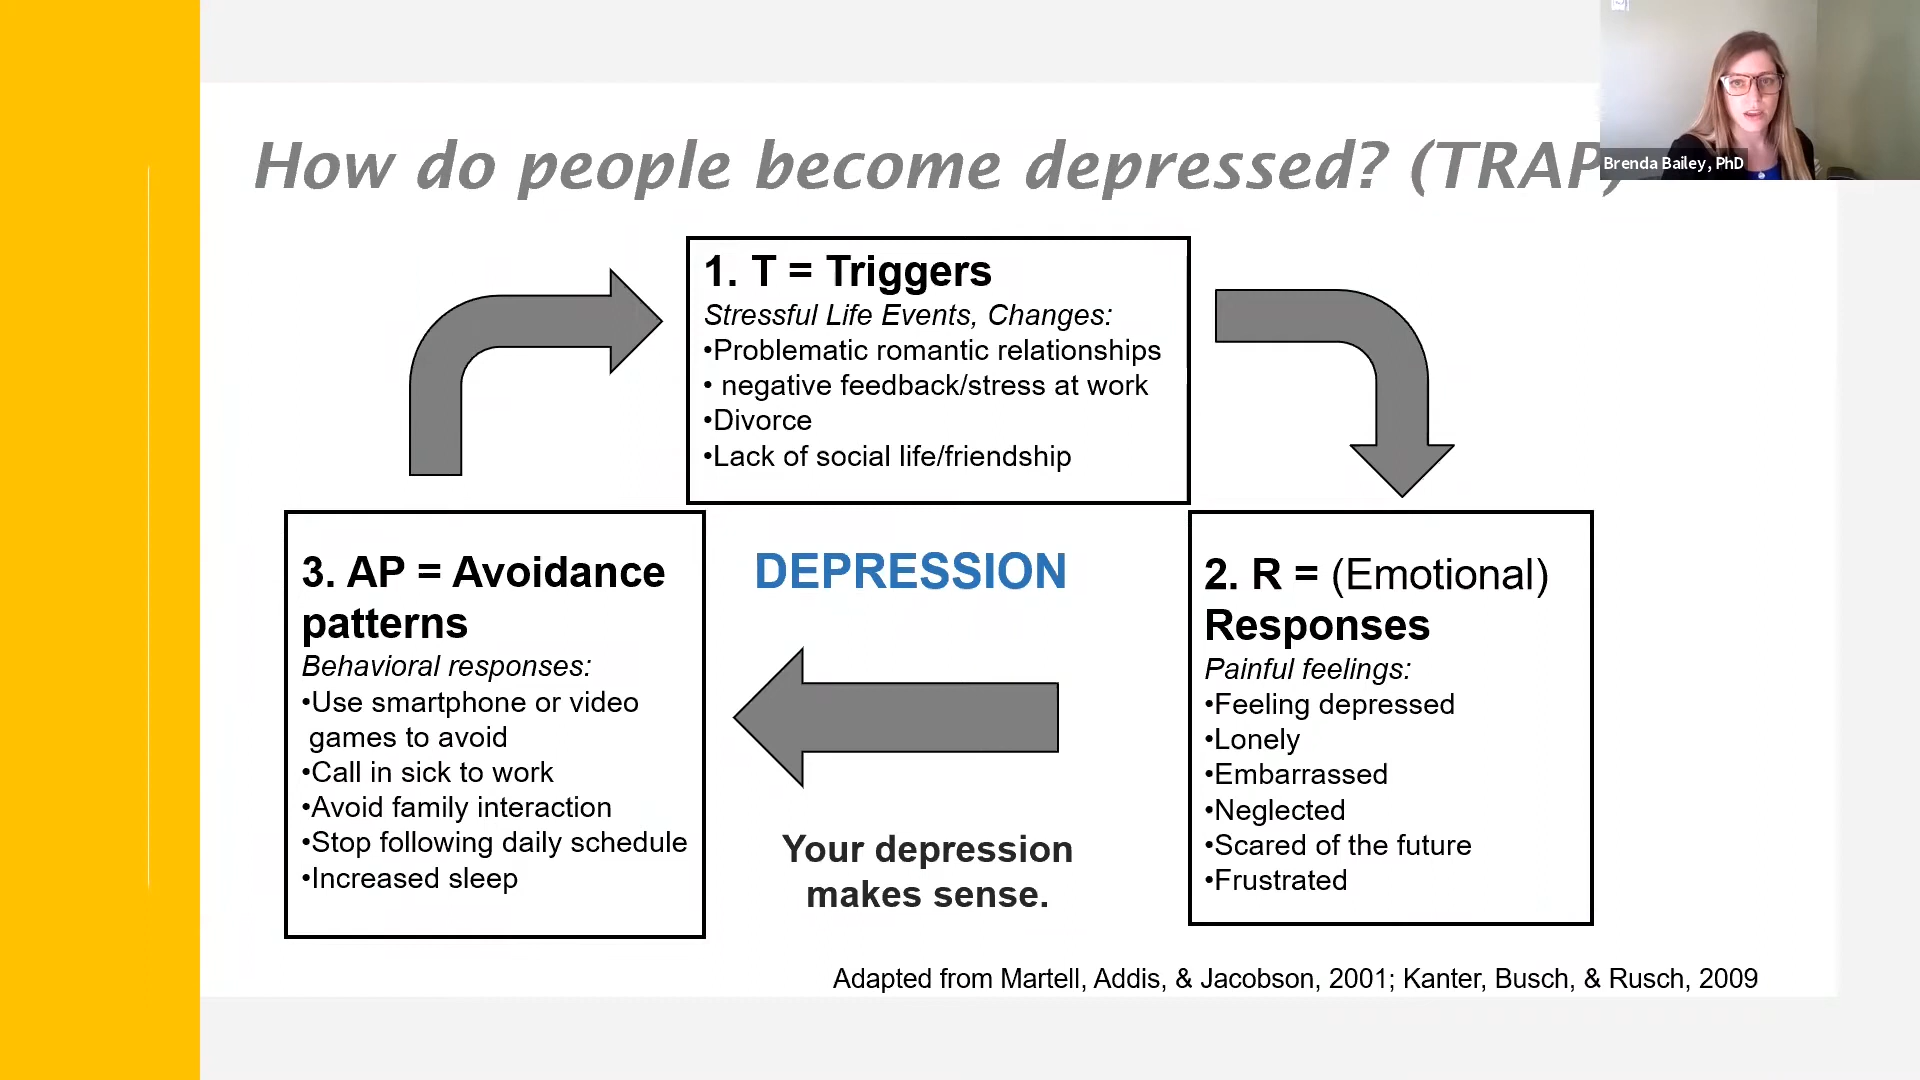 How do people become depressed? (TRAP)
Brenda Bailey, PhD
1. T = Triggers
Stressful Life Events, Changes:
•Problematic romantic relationships
• negative feedback/stress at work
•Divorce
•Lack of social life/friendship
2. R = (Emotional)
Responses
Painful feelings:
•Feeling depressed
•Lonely
•Embarrassed
•Neglected
•Scared of the future
•Frustrated
3. AP = Avoidance
patterns
Behavioral responses:
•Use smartphone or video
games to avoid
•Call in sick to work
•Avoid family interaction
•Stop following daily schedule
•Increased sleep
DEPRESSION
Your depression
makes sense.
Adapted from Martell, Addis, & Jacobson, 2001; Kanter, Busch, & Rusch, 2009